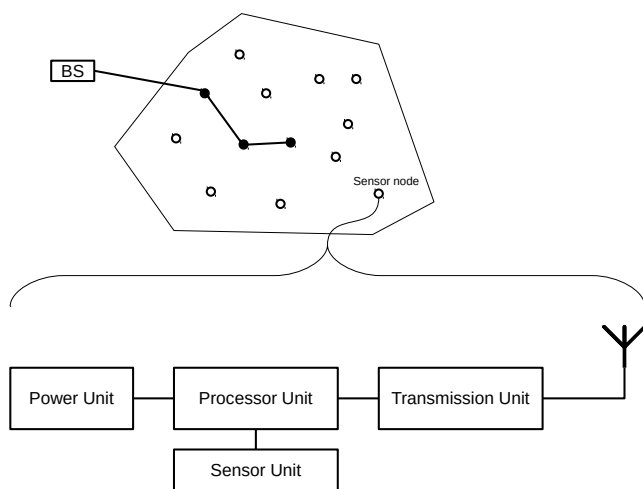 BS
Sensor node
Power Unit
Processor Unit
Transmission Unit
Sensor Unit